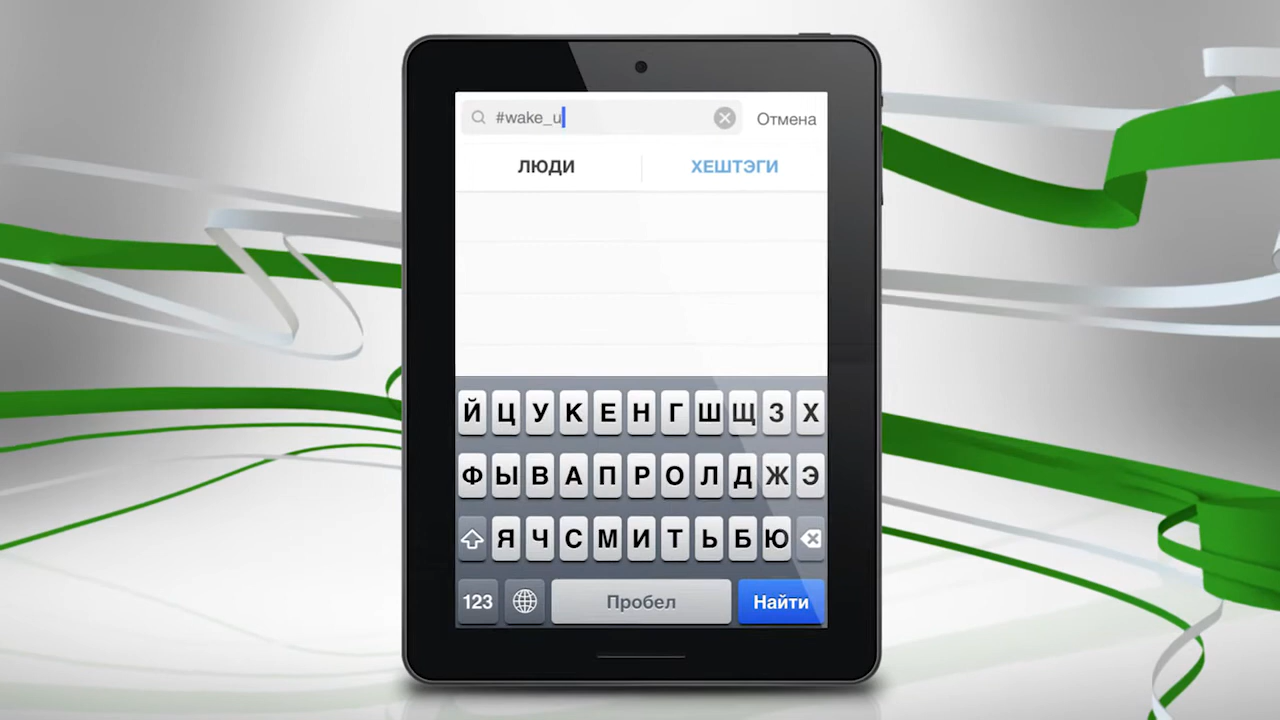 #wake_u
Отмена
ЛЮДИ
ХЕШТЭГИ
Й Ц У К Е Н Г Ш Щ З Х
Ф Ы В А П Р О Л Д Ж Э
Я Ч С М И Т Ь Б Ю
123
Пробел
Найти